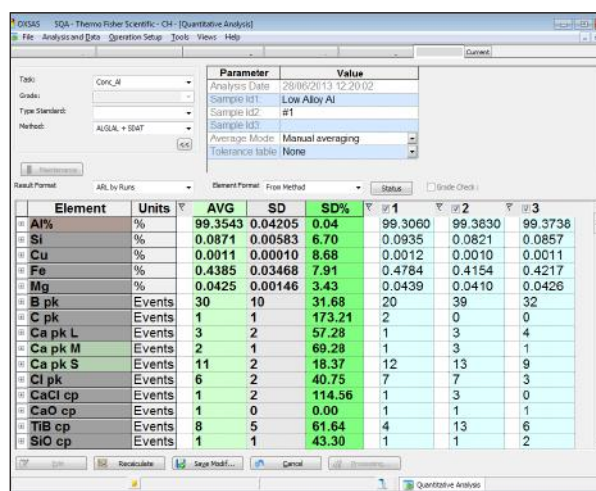 OXSAS SQA - Thermo Fisher Scientific - CH - [Quantitative Analysis]
File Analysis and Data Operation Setup Tools Views Help
Current
Task: Conc_Al
Grade:
Type Standard:
Method: ALGLAL + SDAT
<<
Parameter Value
Analysis Date 28/06/2013 12:20:02
Sample Id1: Low Alloy Al
Sample Id2: #1
Sample Id3:
Average Mode Manual averaging
Tolerance table None
Maintenance
Result Format ARL by Runs Element Format From Method Status Grade Check :
Element Units AVG SD SD% 1 2 3
Al% % 99.3543 0.04205 0.04 99.3060 99.3830 99.3738
Si % 0.0871 0.00583 6.70 0.0935 0.0821 0.0857
Cu % 0.0011 0.00010 8.68 0.0012 0.0010 0.0011
Fe % 0.4385 0.03468 7.91 0.4784 0.4154 0.4217
Mg % 0.0425 0.00146 3.43 0.0439 0.0410 0.0426
B pk Events 30 10 31.68 20 39 32
C pk Events 1 1 173.21 2 0 0
Ca pk L Events 3 2 57.28 1 3 4
Ca pk M Events 2 1 69.28 1 3 1
Ca pk S Events 11 2 18.37 12 13 9
Cl pk Events 6 2 40.75 7 7 3
CaCl cp Events 1 2 114.56 1 3 0
CaO cp Events 1 0 0.00 1 1 1
TiB cp Events 8 5 61.64 4 13 6
SiO cp Events 1 1 43.30 1 1 2
Edit Recalculate Save Modif... Cancel Processing...
Quantitative Analysis